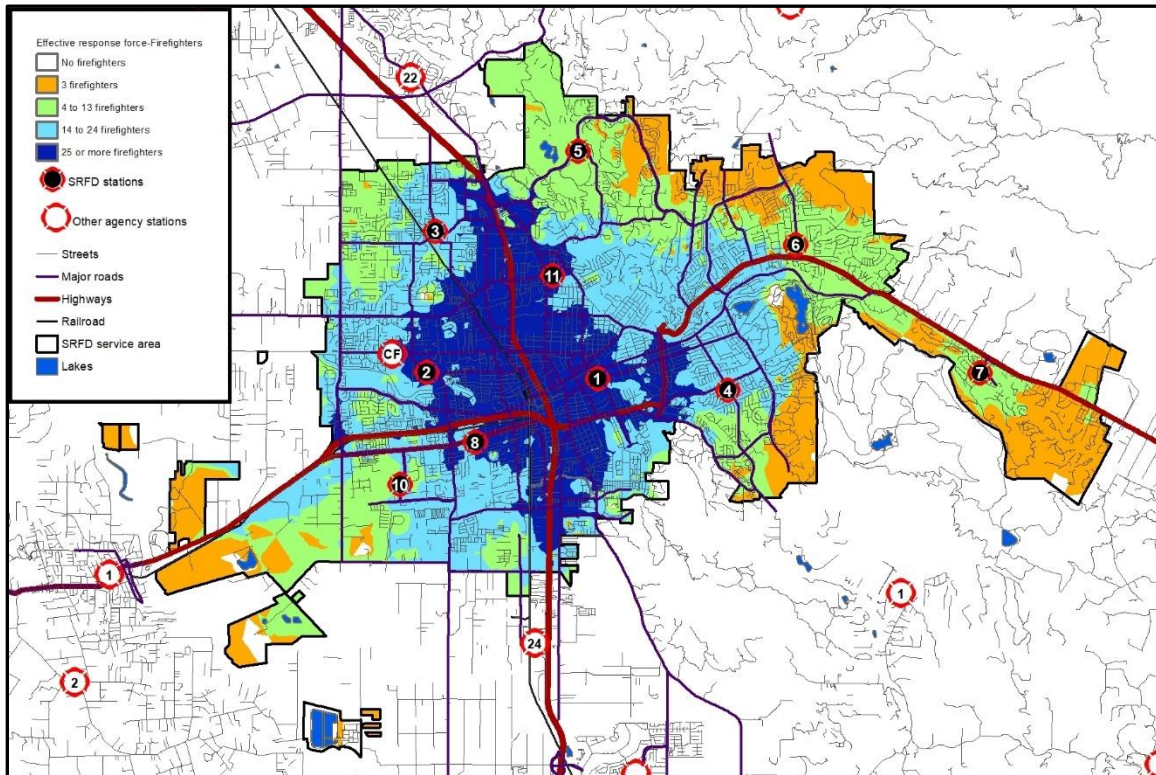 Effective response force-Firefighters
No firefighters
3 firefighters
4 to 13 firefighters
14 to 24 firefighters
25 or more firefighters
SRFD stations
Other agency stations
Streets
Major roads
Highways
Railroad
SRFD service area
Lakes
22
5
3
6
11
CF
2
1
4
7
8
10
1
1
24
2